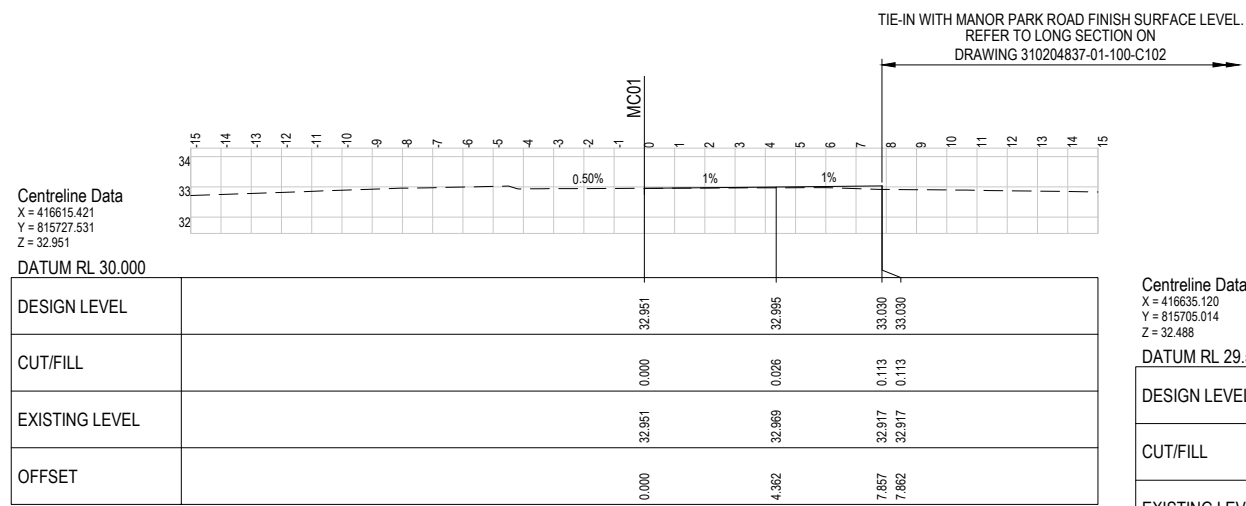 TIE-IN WITH MANOR PARK ROAD FINISH SURFACE LEVEL.
REFER TO LONG SECTION ON
DRAWING 310204837-01-100-C102
MC01
-15 -14 -13 -12 -11 -10 -9 -8 -7 -6 -5 -4 -3 -2 -1 0 1 2 3 4 5 6 7 8 9 10 11 12 13 14 15
34
33
32
0.50% 1% 1%
Centreline Data
X = 416615.421
Y = 815727.531
Z = 32.951
DATUM RL 30.000
DESIGN LEVEL 32.951 32.995 33.030 33.030
CUT/FILL 0.000 0.026 0.113 0.113
EXISTING LEVEL 32.951 32.969 32.917 32.917
OFFSET 0.000 4.362 7.857 7.862
Centreline Data
X = 416635.120
Y = 815705.014
Z = 32.488
DATUM RL 29.
DESIGN LEVEL
CUT/FILL